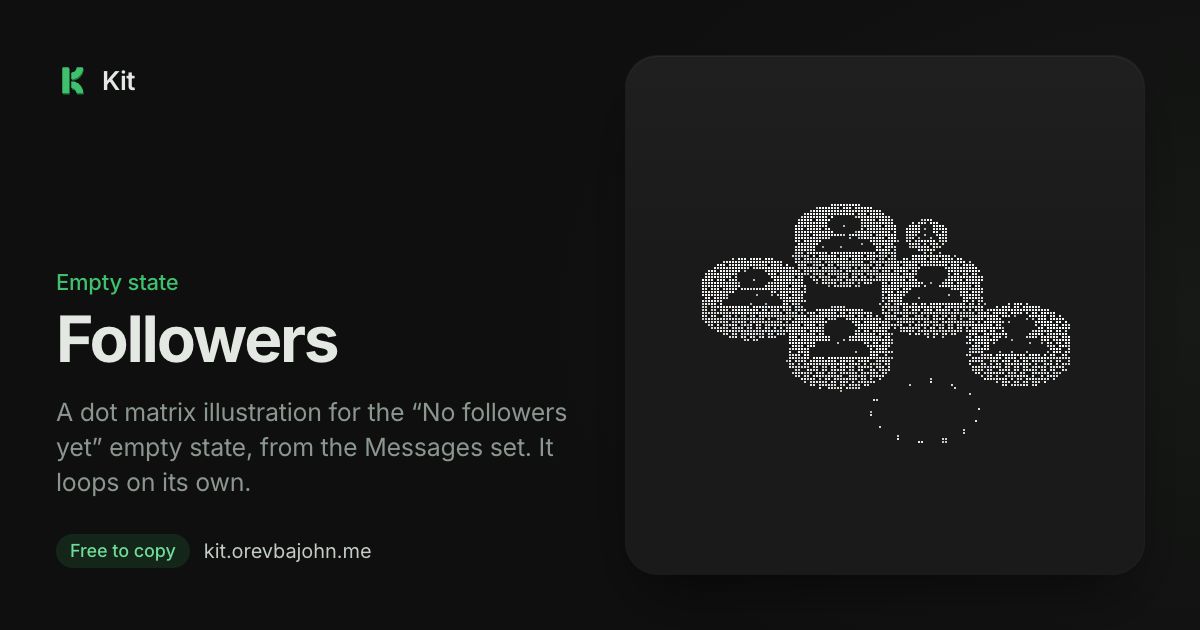 Kit
Empty state
Followers
A dot matrix illustration for the “No followers
yet” empty state, from the Messages set. It
loops on its own.
Free to copy
kit.orevbajohn.me